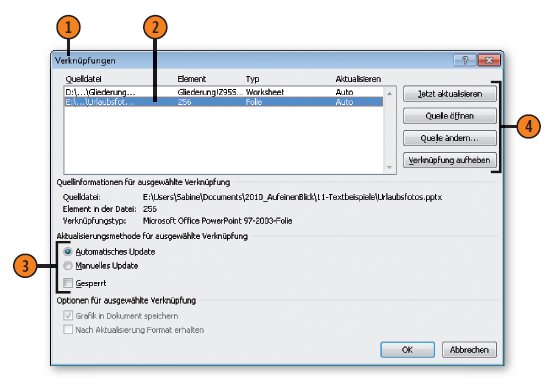 1
2
Verknüpfungen
Quelldatei Element Typ Aktualisieren
D:\...\Gliederung... Gliederung!Z95S... Worksheet Auto
E:\...\Urlaubsfot... 256 Folie Auto
Jetzt aktualisieren
Quelle öffnen
4
Quelle ändern...
Verknüpfung aufheben
Quellinformationen für ausgewählte Verknüpfung
Quelldatei: E:\Users\Sabine\Documents\2010_AufeinenBlick\11-Textbeispiele\Urlaubsfotos.pptx
Element in der Datei: 256
Verknüpfungstyp: Microsoft Office PowerPoint 97-2003-Folie
Aktualisierungsmethode für ausgewählte Verknüpfung
Automatisches Update
3
Manuelles Update
Gesperrt
Optionen für ausgewählte Verknüpfung
Grafik in Dokument speichern
Nach Aktualisierung Format erhalten
OK Abbrechen